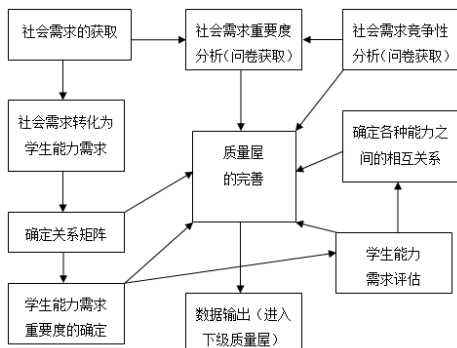 社会需求的获取
社会需求重要度
分析(问卷获取)
社会需求竞争性
分析(问卷获取)
社会需求转化为
学生能力需求
质量屋
的完善
确定各种能力之
间的相互关系
确定关系矩阵
学生能力
需求评估
学生能力需求
重要度的确定
数据输出（进入
下级质量屋）